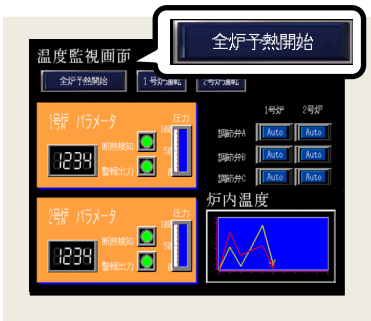 全炉予熱開始
温度監視画面
全炉予熱開始
1号炉運転
2号炉運転
1号炉 パラメータ
圧力
断熱検知
警報出力
1234
1号炉 2号炉
調節弁A Auto Auto
調節弁B Auto Auto
調節弁C Auto Auto
炉内温度
2号炉 パラメータ
圧力
断熱検知
警報出力
1234